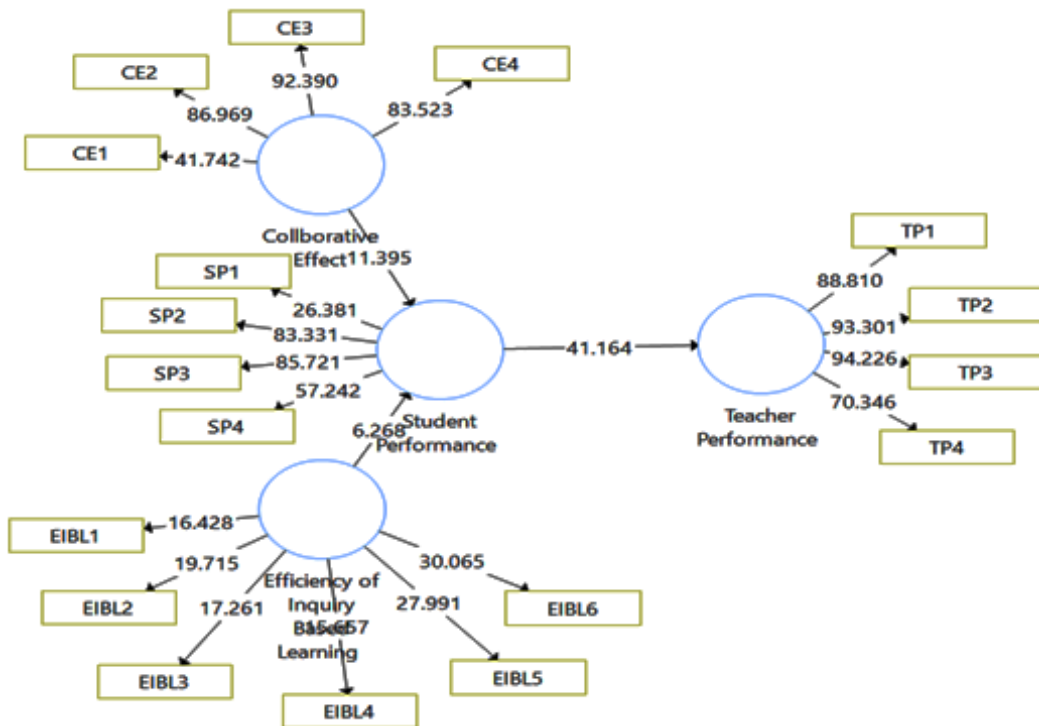 CE3
CE2
CE4
92.390
86.969
83.523
CE1
41.742
Collborative
Effect
11.395
TP1
SP1
88.810
26.381
SP2
TP2
83.331
93.301
41.164
SP3
85.721
94.226
TP3
57.242
70.346
SP4
Student
Performance
6.268
Teacher
Performance
TP4
EIBL1
16.428
19.715
30.065
EIBL2
17.261
Efficiency of
Inquiry
Based
Learning
27.991
EIBL6
EIBL3
EIBL5
EIBL4